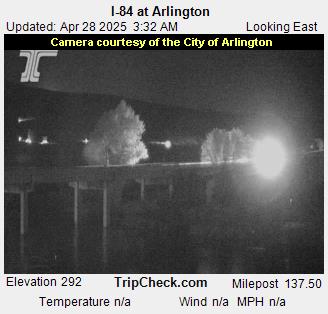 I-84 at Arlington
Updated: Apr 28 2025 3:32 AM Looking East
Camera courtesy of the City of Arlington
Elevation 292 TripCheck.com Milepost 137.50
Temperature n/a Wind n/a MPH n/a